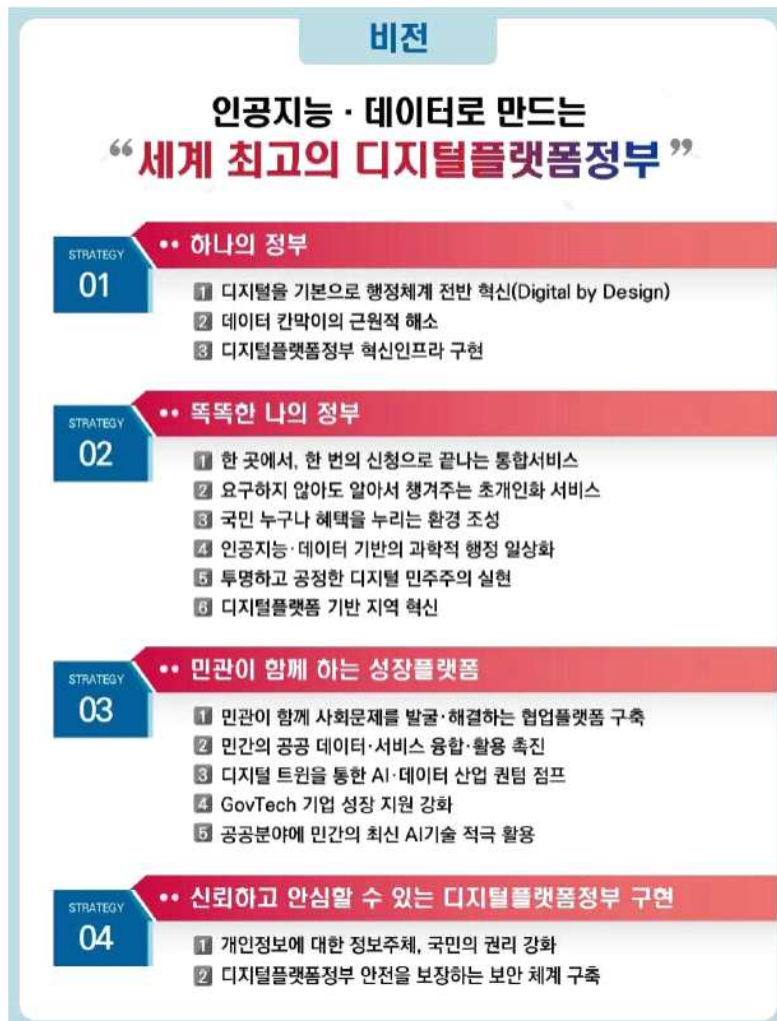 비전
인공지능 · 데이터로 만드는
“세계 최고의 디지털플랫폼정부”
STRATEGY
01
•• 하나의 정부
1 디지털을 기본으로 행정체계 전반 혁신(Digital by Design)
2 데이터 칸막이의 근원적 해소
3 디지털플랫폼정부 혁신인프라 구현
STRATEGY
02
•• 똑똑한 나의 정부
1 한 곳에서, 한 번의 신청으로 끝나는 통합서비스
2 요구하지 않아도 알아서 챙겨주는 초개인화 서비스
3 국민 누구나 혜택을 누리는 환경 조성
4 인공지능·데이터 기반의 과학적 행정 일상화
5 투명하고 공정한 디지털 민주주의 실현
6 디지털플랫폼 기반 지역 혁신
STRATEGY
03
•• 민관이 함께 하는 성장플랫폼
1 민관이 함께 사회문제를 발굴·해결하는 협업플랫폼 구축
2 민간의 공공 데이터·서비스 융합·활용 촉진
3 디지털 트윈을 통한 AI·데이터 산업 퀀텀 점프
4 GovTech 기업 성장 지원 강화
5 공공분야에 민간의 최신 AI기술 적극 활용
STRATEGY
04
•• 신뢰하고 안심할 수 있는 디지털플랫폼정부 구현
1 개인정보에 대한 정보주체, 국민의 권리 강화
2 디지털플랫폼정부 안전을 보장하는 보안 체계 구축